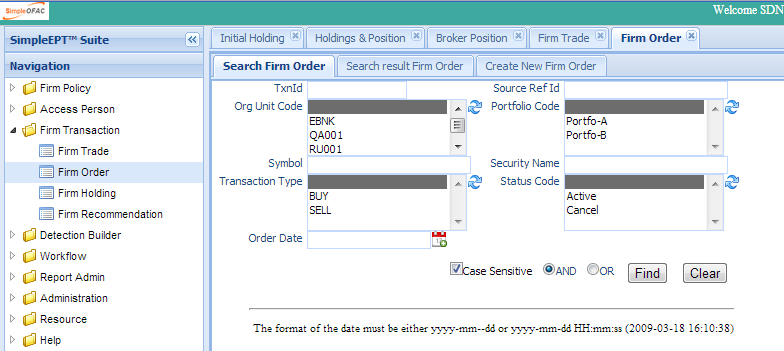 SimpleOFAC
Welcome SDN
SimpleEPT™ Suite
Navigation
Firm Policy
Access Person
Firm Transaction
Firm Trade
Firm Order
Firm Holding
Firm Recommendation
Detection Builder
Workflow
Report Admin
Administration
Resource
Help
Initial Holding Holdings & Position Broker Position Firm Trade Firm Order
Search Firm Order Search result Firm Order Create New Firm Order
TxnId Source Ref Id
Org Unit Code Portfolio Code
EBNK Portfo-A
QA001 Portfo-B
RU001
Symbol Security Name
Transaction Type Status Code
BUY Active
SELL Cancel
Order Date
Case Sensitive AND OR Find Clear
The format of the date must be either yyyy-mm--dd or yyyy-mm-dd HH:mm:ss (2009-03-18 16:10:38)